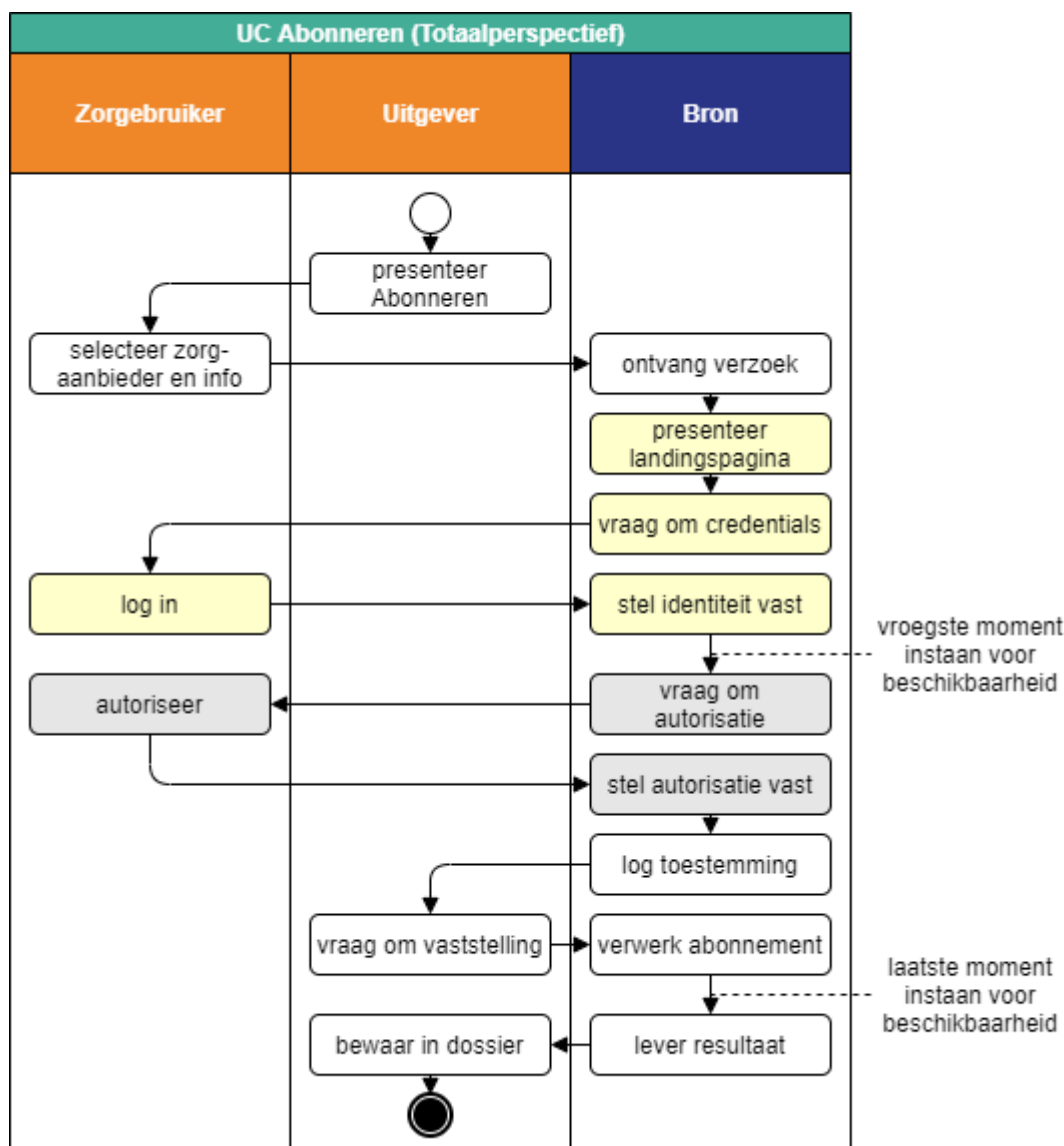 UC Abonneren (Totaalperspectief)
Zorgebruiker
Uitgever
Bron
presenteer
Abonneren
selecteer zorg-
aanbieder en info
ontvang verzoek
presenteer
landingspagina
vraag om credentials
log in
stel identiteit vast
vroegste moment
instaan voor
beschikbaarheid
autoriseer
vraag om
autorisatie
stel autorisatie vast
log toestemming
vraag om vaststelling
verwerk abonnement
laatste moment
instaan voor
beschikbaarheid
bewaar in dossier
lever resultaat